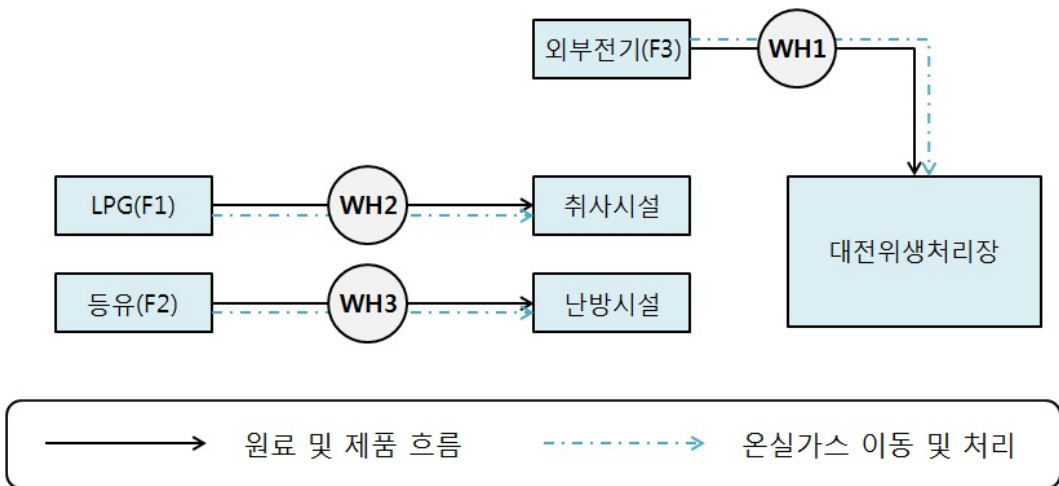 외부전기(F3)
WH1
LPG(F1)
WH2
취사시설
대전위생처리장
등유(F2)
WH3
난방시설
원료 및 제품 흐름
온실가스 이동 및 처리